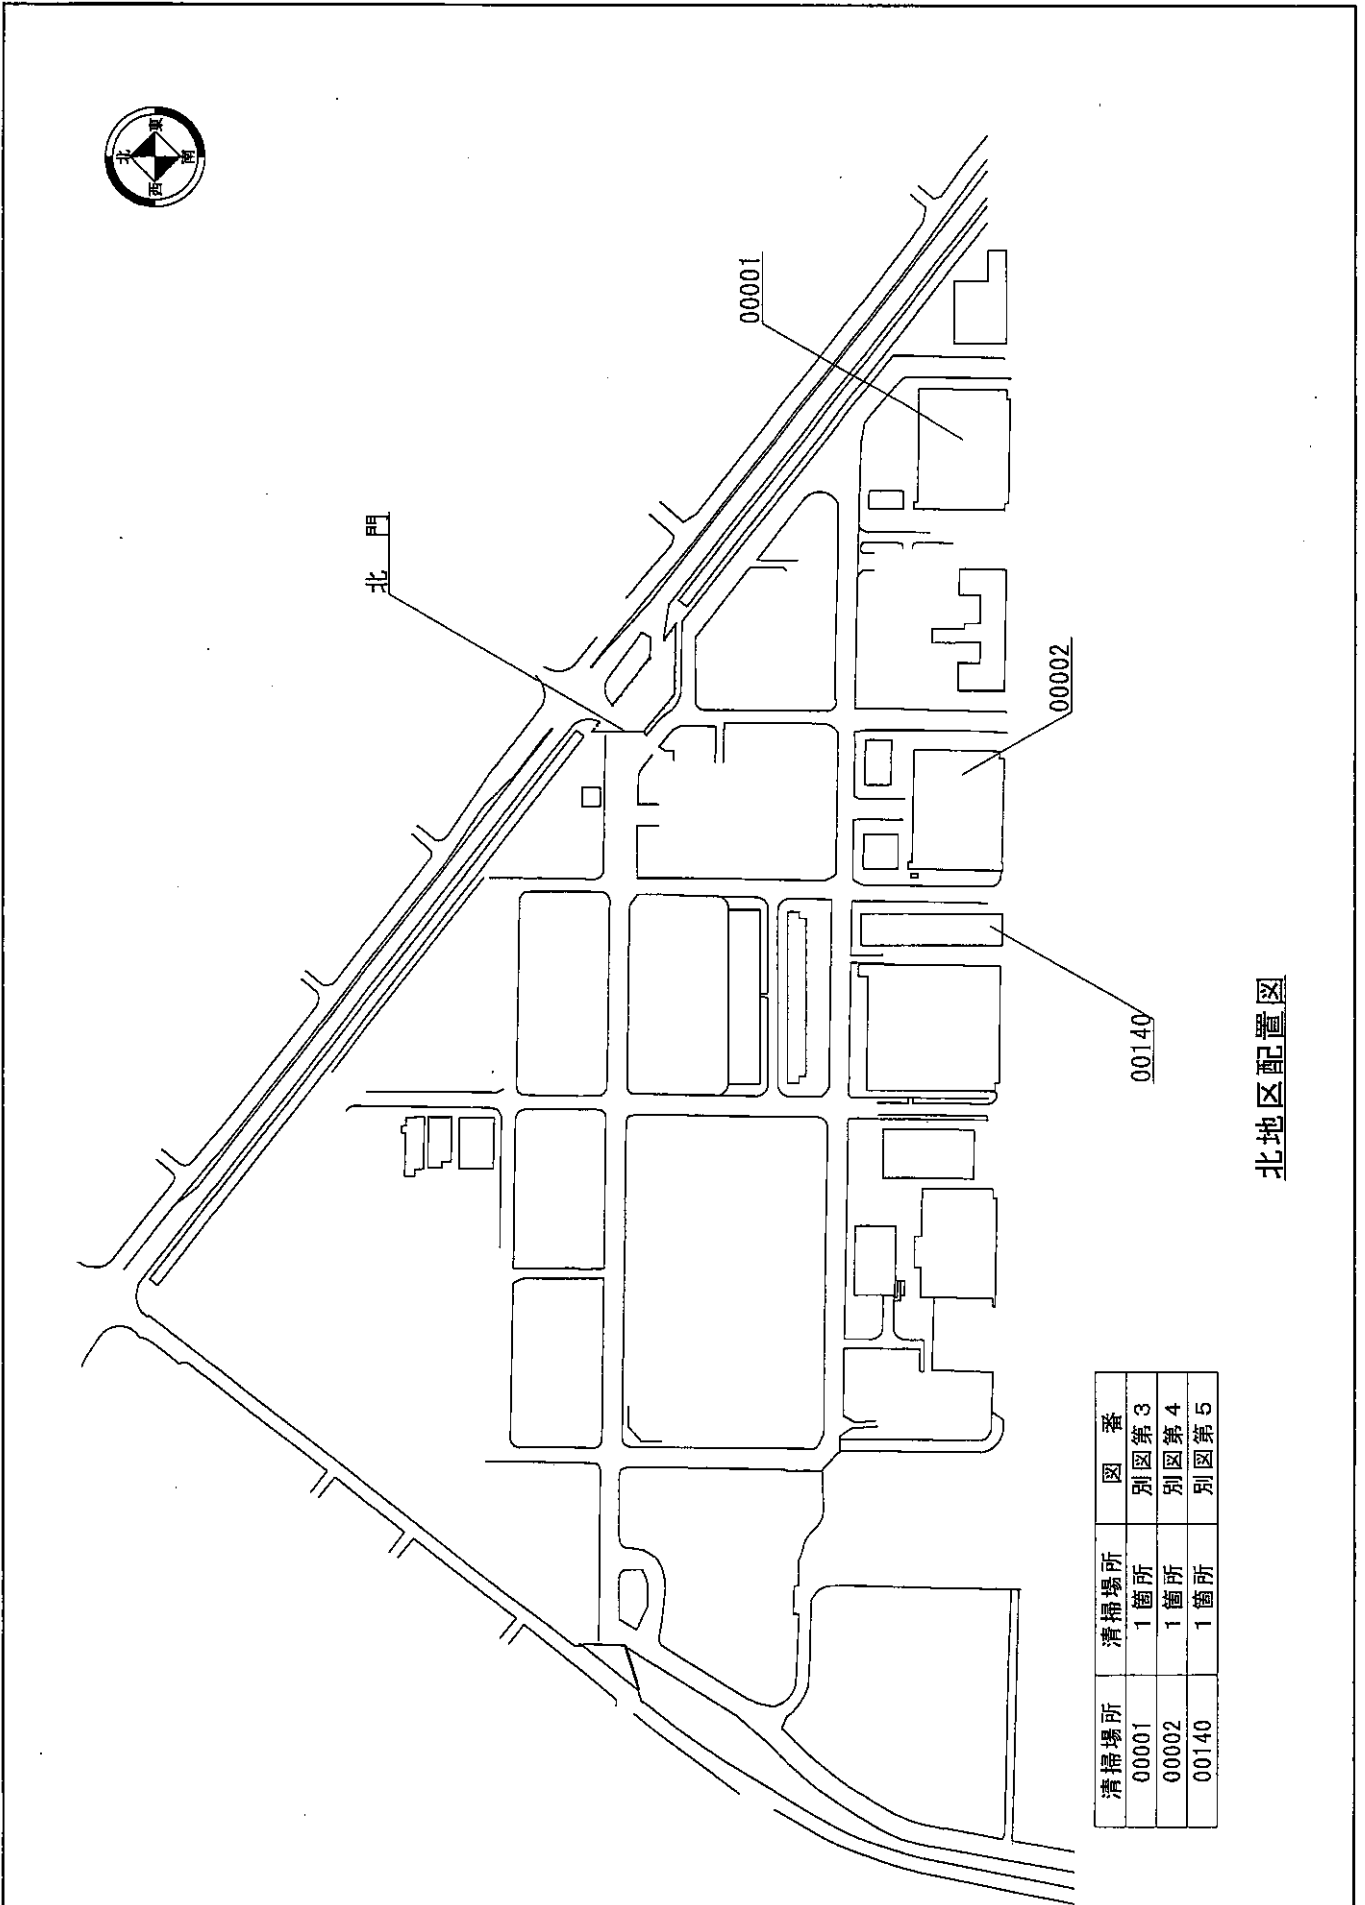 北
東
西
南
北 門
00001
00002
00140
清掃場所 清掃場所 図 番
00001 1箇所 別図第3
00002 1箇所 別図第4
00140 1箇所 別図第5
北地区配置図